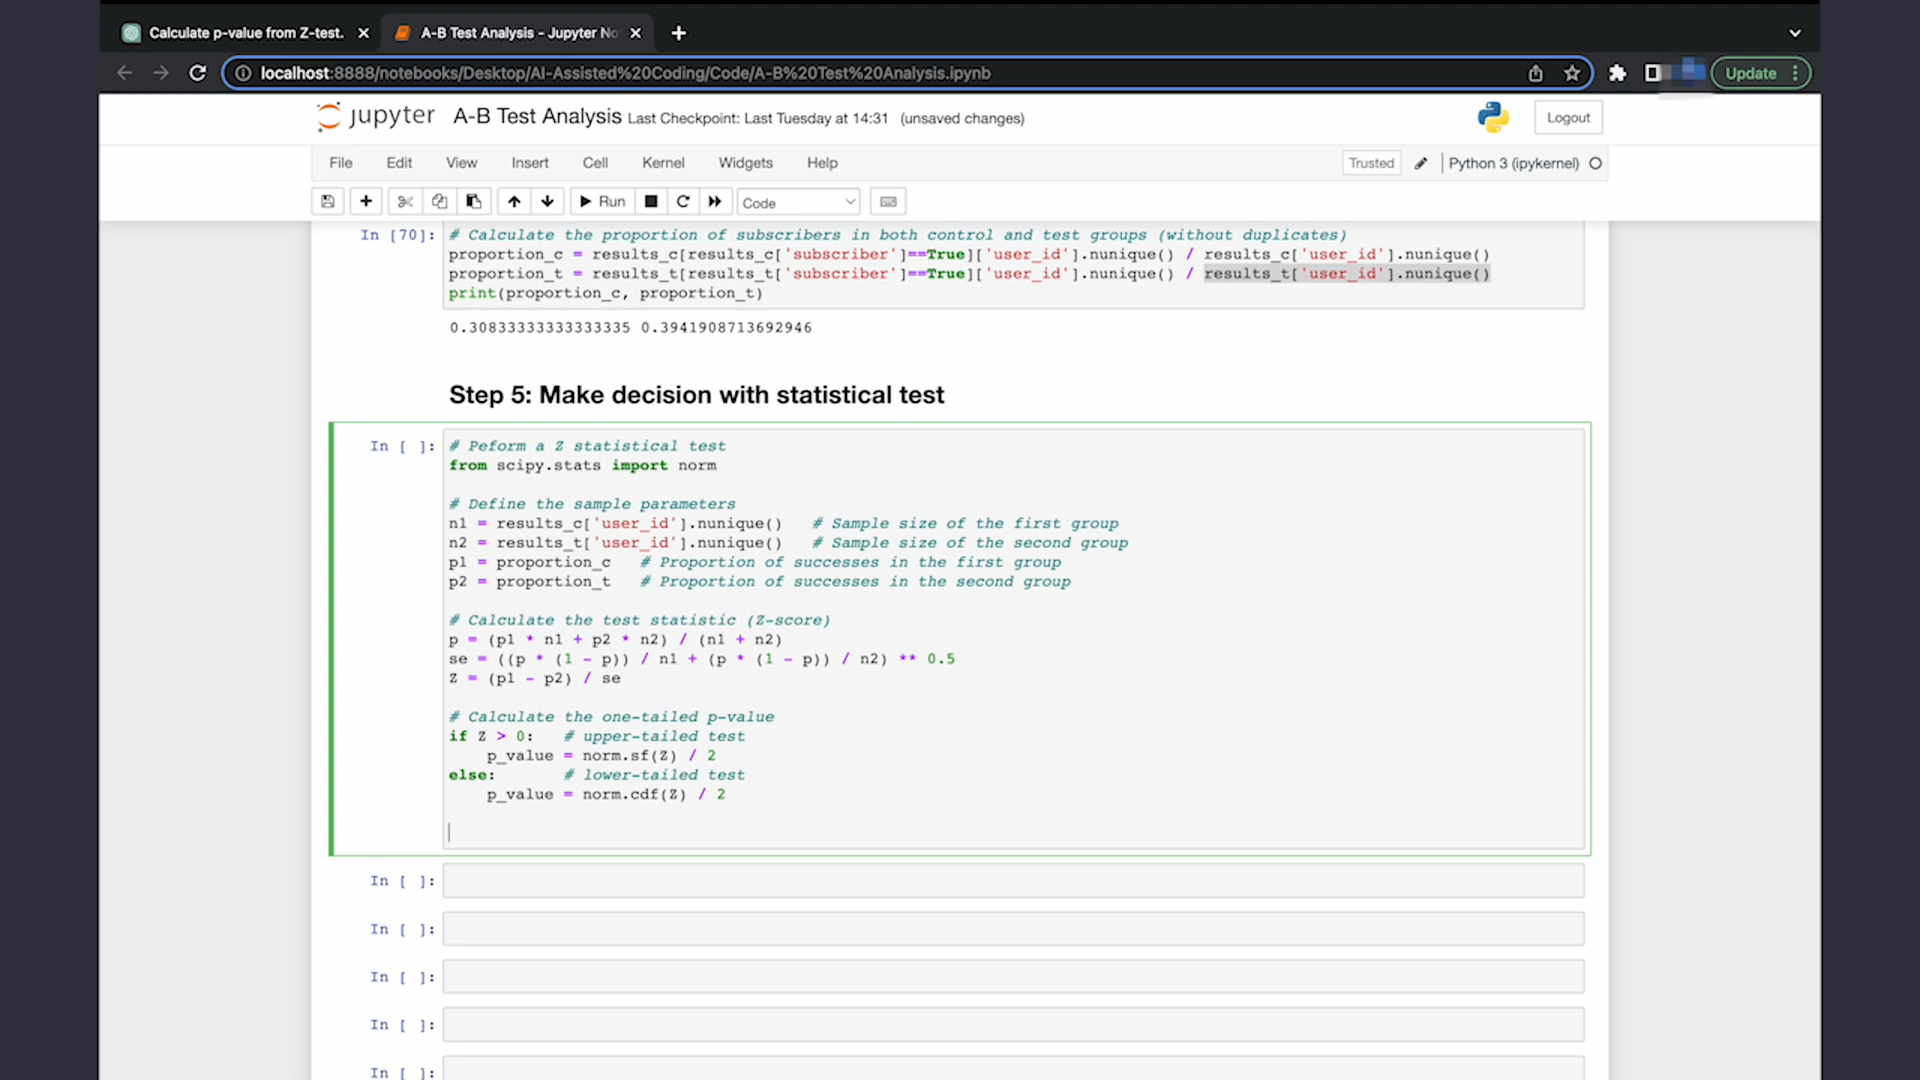 Calculate p-value from Z-test.
A-B Test Analysis - Jupyter No
localhost:8888/notebooks/Desktop/AI-Assisted%20Coding/Code/A-B%20Test%20Analysis.ipynb
Update
jupyter A-B Test Analysis Last Checkpoint: Last Tuesday at 14:31 (unsaved changes)
Logout
File Edit View Insert Cell Kernel Widgets Help
Trusted Python 3 (ipykernel)
Run Code
In [70]: # Calculate the proportion of subscribers in both control and test groups (without duplicates)
proportion_c = results_c[results_c['subscriber']==True]['user_id'].nunique() / results_c['user_id'].nunique()
proportion_t = results_t[results_t['subscriber']==True]['user_id'].nunique() / results_t['user_id'].nunique()
print(proportion_c, proportion_t)
0.30833333333333335 0.3941908713692946
Step 5: Make decision with statistical test
In [ ]: # Peform a Z statistical test
from scipy.stats import norm
# Define the sample parameters
n1 = results_c['user_id'].nunique() # Sample size of the first group
n2 = results_t['user_id'].nunique() # Sample size of the second group
p1 = proportion_c # Proportion of successes in the first group
p2 = proportion_t # Proportion of successes in the second group
# Calculate the test statistic (Z-score)
p = (p1 * n1 + p2 * n2) / (n1 + n2)
se = ((p * (1 - p)) / n1 + (p * (1 - p)) / n2) ** 0.5
Z = (p1 - p2) / se
# Calculate the one-tailed p-value
if Z > 0: # upper-tailed test
p_value = norm.sf(Z) / 2
else: # lower-tailed test
p_value = norm.cdf(Z) / 2
In [ ]:
In [ ]:
In [ ]:
In [ ]:
In [ ]: